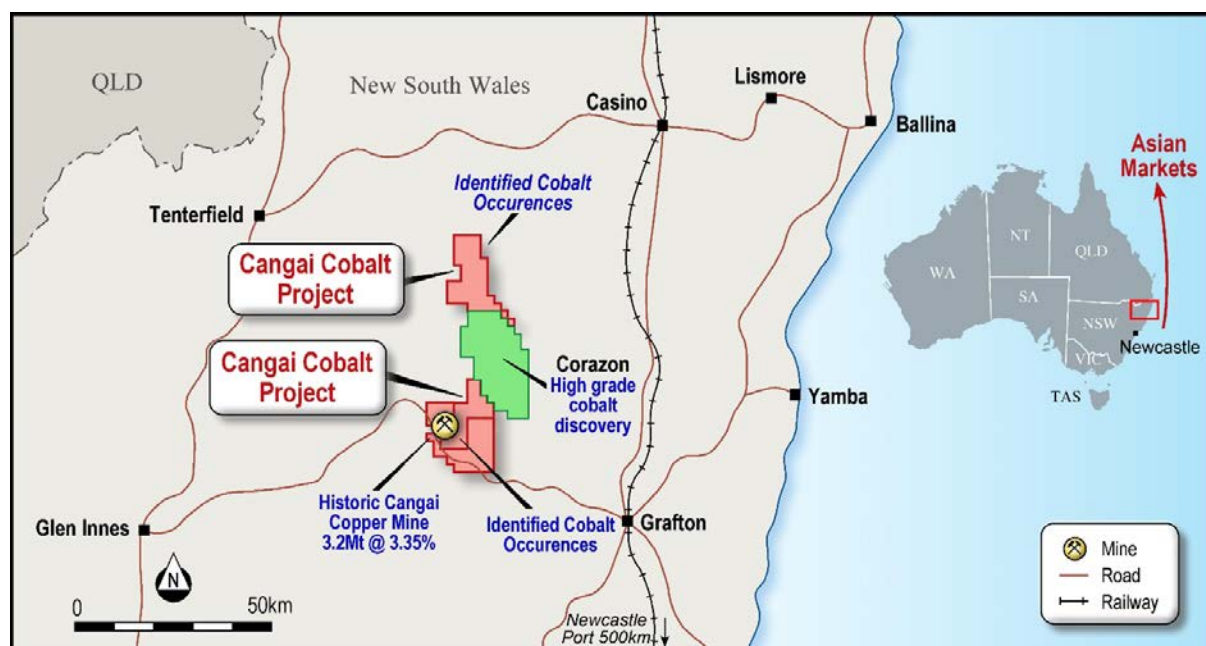 QLD
New South Wales
Casino
Lismore
Ballina
Tenterfield
Identified Cobalt
Occurences
Cangai Cobalt
Project
Cangai Cobalt
Project
Corazon
High grade
cobalt
discovery
Yamba
Glen Innes
Historic Cangai
Copper Mine
3.2Mt @ 3.35%
Identified Cobalt
Occurences
Grafton
N
0
50km
Newcastle
Port 500km
Asian
Markets
NT
QLD
WA
SA
NSW
Newcastle
VIC
TAS
Mine
Road
Railway